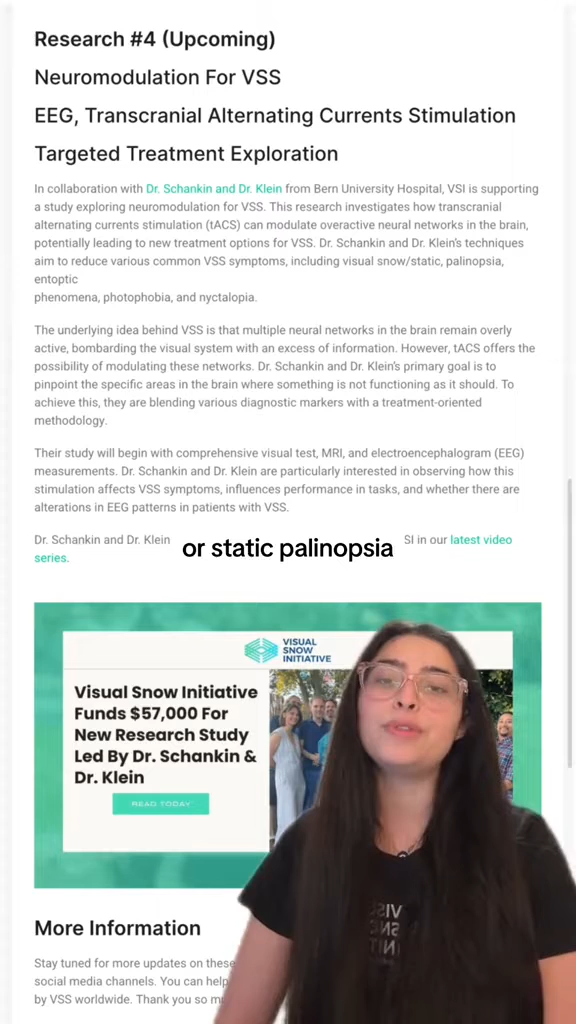 Research #4 (Upcoming)
Neuromodulation For VSS
EEG, Transcranial Alternating Currents Stimulation
Targeted Treatment Exploration
In collaboration with Dr. Schankin and Dr. Klein from Bern University Hospital, VSI is supporting
a study exploring neuromodulation for VSS. This research investigates how transcranial
alternating currents stimulation (tACS) can modulate overactive neural networks in the brain,
potentially leading to new treatment options for VSS. Dr. Schankin and Dr. Klein's techniques
aim to reduce various common VSS symptoms, including visual snow/static, palinopsia,
entoptic
phenomena, photophobia, and nyctalopia.
The underlying idea behind VSS is that multiple neural networks in the brain remain overly
active, bombarding the visual system with an excess of information. However, tACS offers the
possibility of modulating these networks. Dr. Schankin and Dr. Klein's primary goal is to
pinpoint the specific areas in the brain where something is not functioning as it should. To
achieve this, they are blending various diagnostic markers with a treatment-oriented
methodology.
Their study will begin with comprehensive visual test, MRI, and electroencephalogram (EEG)
measurements. Dr. Schankin and Dr. Klein are particularly interested in observing how this
stimulation affects VSS symptoms, influences performance in tasks, and whether there are
alterations in EEG patterns in patients with VSS.
Dr. Schankin and Dr. Klein
or static palinopsia
SI in our latest video
series.
VISUAL
SNOW
INITIATIVE
Visual Snow Initiative
Funds $57,000 For
New Research Study
Led By Dr. Schankin &
Dr. Klein
READ TODAY
More Information
Stay tuned for more updates on these
social media channels. You can help
by VSS worldwide. Thank you so